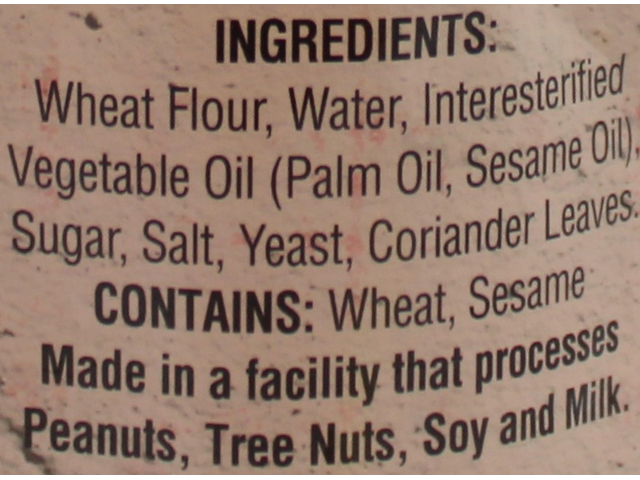 INGREDIENTS:
Wheat Flour, Water, Interesterified
Vegetable Oil (Palm Oil, Sesame Oil),
Sugar, Salt, Yeast, Coriander Leaves.
CONTAINS: Wheat, Sesame
Made in a facility that processes
Peanuts, Tree Nuts, Soy and Milk.